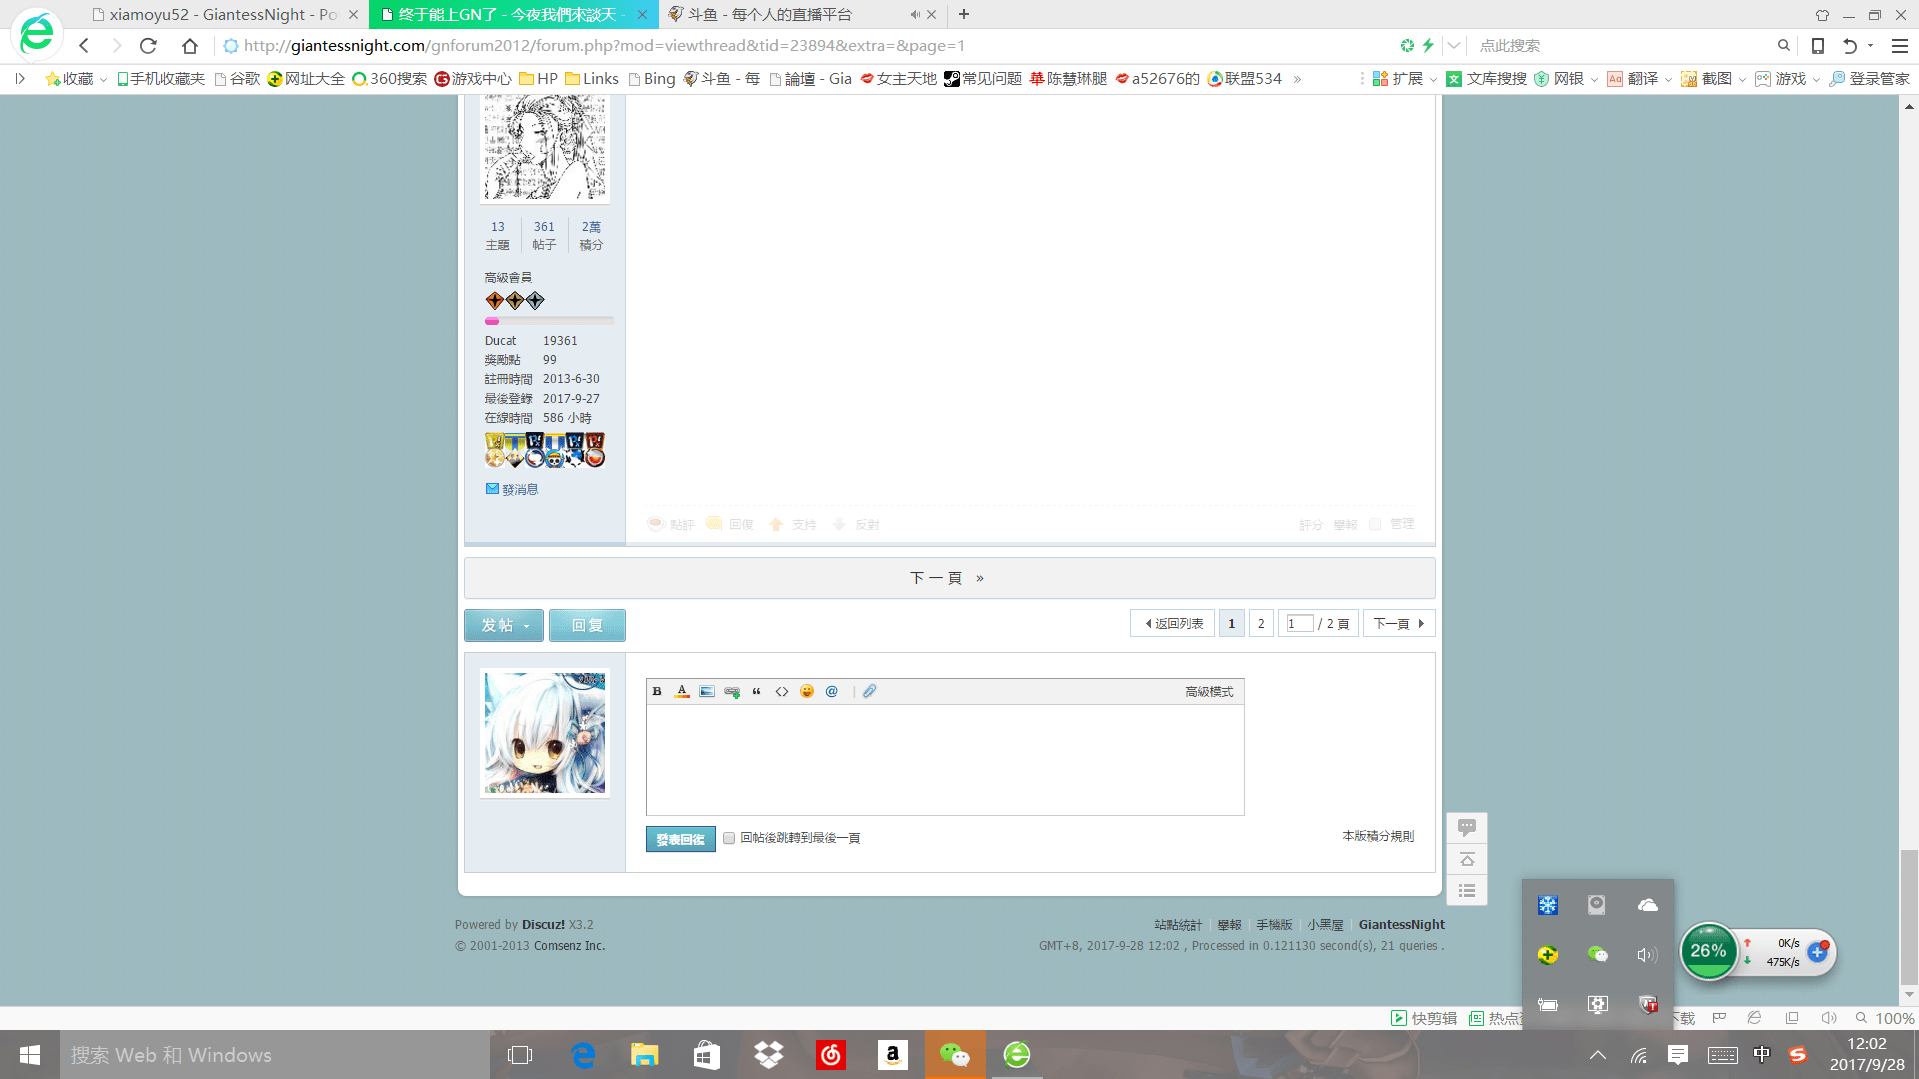 xiamoyu52 - GiantessNight - Po
终于能上GN了 - 今夜我們來談天 -
斗鱼 - 每个人的直播平台
http://giantessnight.com/gnforum2012/forum.php?mod=viewthread&tid=23894&extra=&page=1
点此搜索
收藏 手机收藏夹 谷歌 网址大全 360搜索 游戏中心 HP Links Bing 斗鱼 - 每 論壇 - Gia 女主天地 常见问题 陈慧琳腿 a52676的 联盟534 »
扩展 文库搜搜 网银 翻译 截图 游戏 登录管家
13 361 2萬
主題 帖子 積分
高級會員
Ducat 19361
獎勵點 99
註冊時間 2013-6-30
最後登錄 2017-9-27
在線時間 586 小時
發消息
點評 回復 支持 反對 評分 舉報 管理
下一頁 »
发帖 回复
返回列表 1 2 1 / 2 頁 下一頁
B A “ <> @ 高級模式
發表回復 回帖後跳轉到最後一頁 本版積分規則
Powered by Discuz! X3.2
© 2001-2013 Comsenz Inc.
站點統計 | 舉報 | 手機版 | 小黑屋 | GiantessNight
GMT+8, 2017-9-28 12:02 , Processed in 0.121130 second(s), 21 queries .
26% 0K/s
475K/s
快剪辑 热点 下载 100%
搜索 Web 和 Windows
中
12:02
2017/9/28